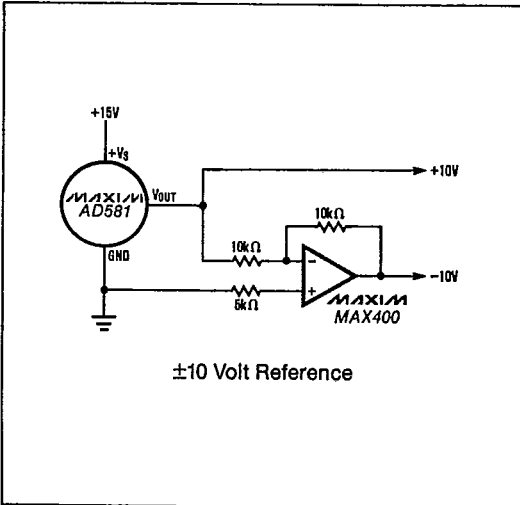 +15V
+VS
MAXIM
AD581
VOUT
GND
+10V
10kΩ
10kΩ
−
+
5kΩ
−10V
MAXIM
MAX400
±10 Volt Reference